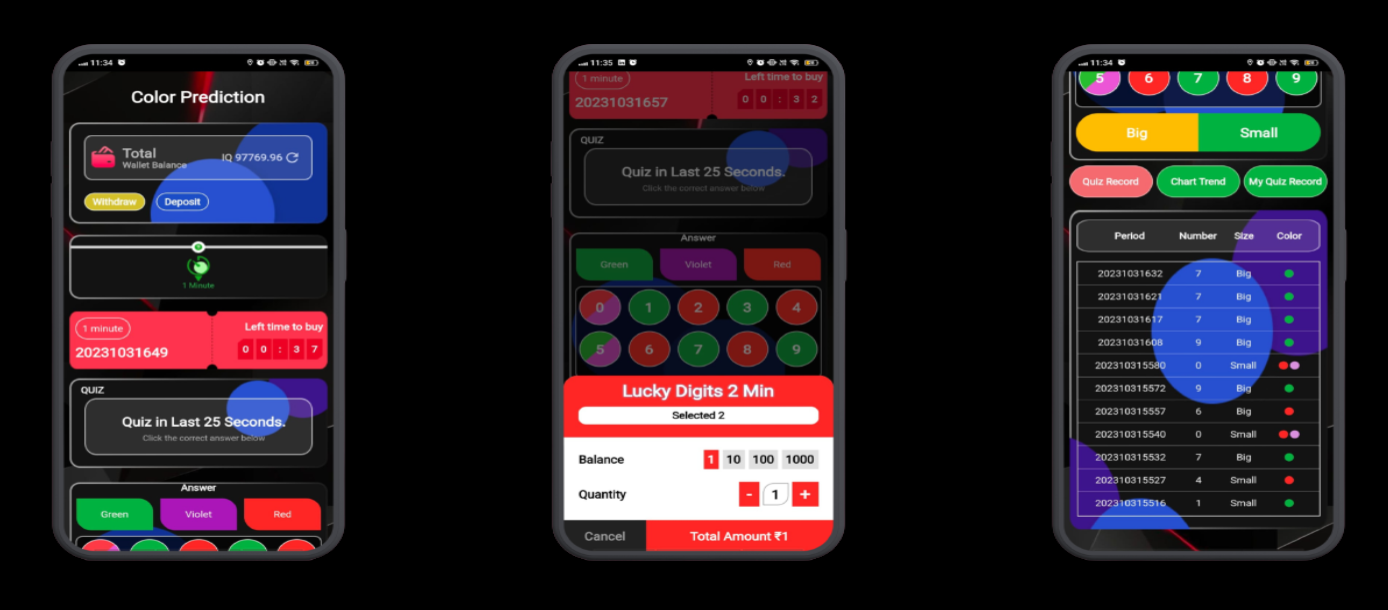 11:34
Color Prediction
Total
Wallet Balance
IQ 97769.96
Withdraw
Deposit
1 Minute
1 minute
Left time to buy
20231031649
0 0 : 3 7
QUIZ
Quiz in Last 25 Seconds.
Click the correct answer below
Answer
Green Violet Red
11:35
1 minute
Left time to buy
20231031657
0 0 : 3 2
QUIZ
Quiz in Last 25 Seconds.
Click the correct answer below
Answer
Green Violet Red
0 1 2 3 4
5 6 7 8 9
Lucky Digits 2 Min
Selected 2
Balance 1 10 100 1000
Quantity - 1 +
Cancel Total Amount ₹1
11:34
5 6 7 8 9
Big Small
Quiz Record Chart Trend My Quiz Record
Period Number Size Color
20231031632 7 Big
20231031621 7 Big
20231031617 7 Big
20231031608 9 Big
202310315580 0 Small
202310315572 9 Big
202310315557 6 Big
202310315540 0 Small
202310315532 7 Big
202310315527 4 Small
202310315516 1 Small